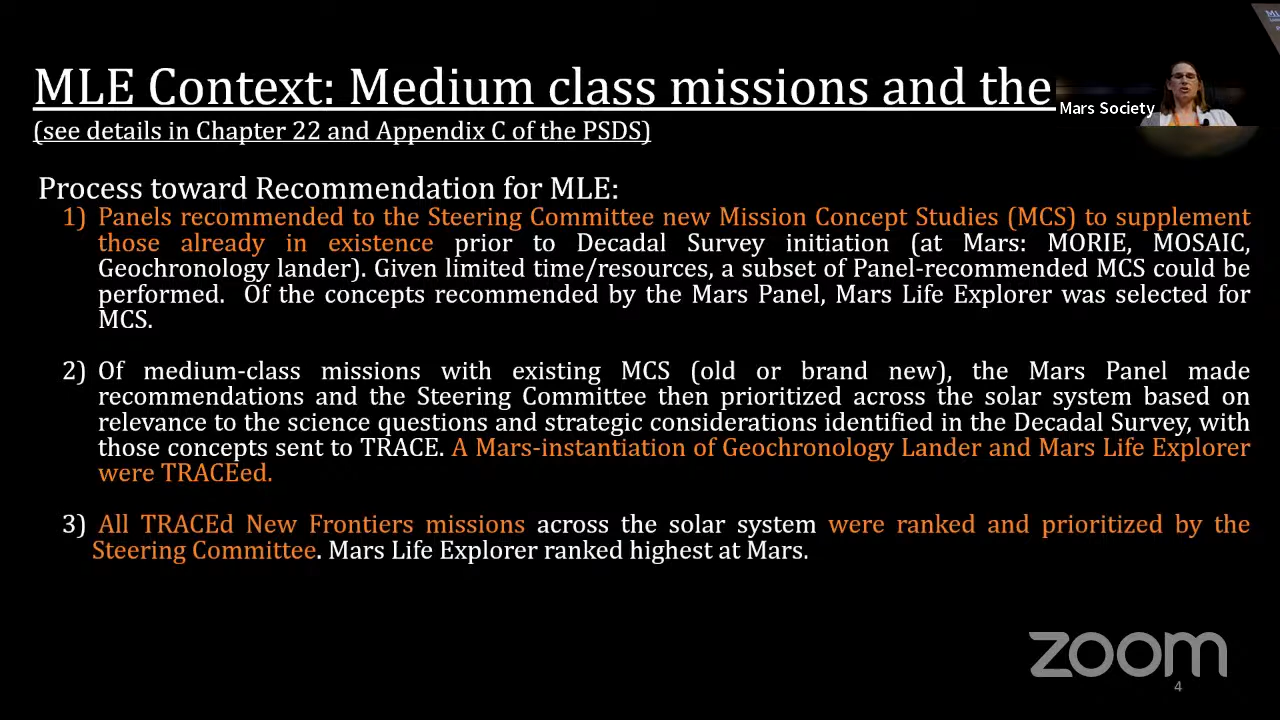 MLE Context: Medium class missions and the
Mars Society
(see details in Chapter 22 and Appendix C of the PSDS)
Process toward Recommendation for MLE:
1) Panels recommended to the Steering Committee new Mission Concept Studies (MCS) to supplement
those already in existence prior to Decadal Survey initiation (at Mars: MORIE, MOSAIC,
Geochronology lander). Given limited time/resources, a subset of Panel-recommended MCS could be
performed. Of the concepts recommended by the Mars Panel, Mars Life Explorer was selected for
MCS.
2) Of medium-class missions with existing MCS (old or brand new), the Mars Panel made
recommendations and the Steering Committee then prioritized across the solar system based on
relevance to the science questions and strategic considerations identified in the Decadal Survey, with
those concepts sent to TRACE. A Mars-instantiation of Geochronology Lander and Mars Life Explorer
were TRACEed.
3) All TRACEd New Frontiers missions across the solar system were ranked and prioritized by the
Steering Committee. Mars Life Explorer ranked highest at Mars.
zoom
4